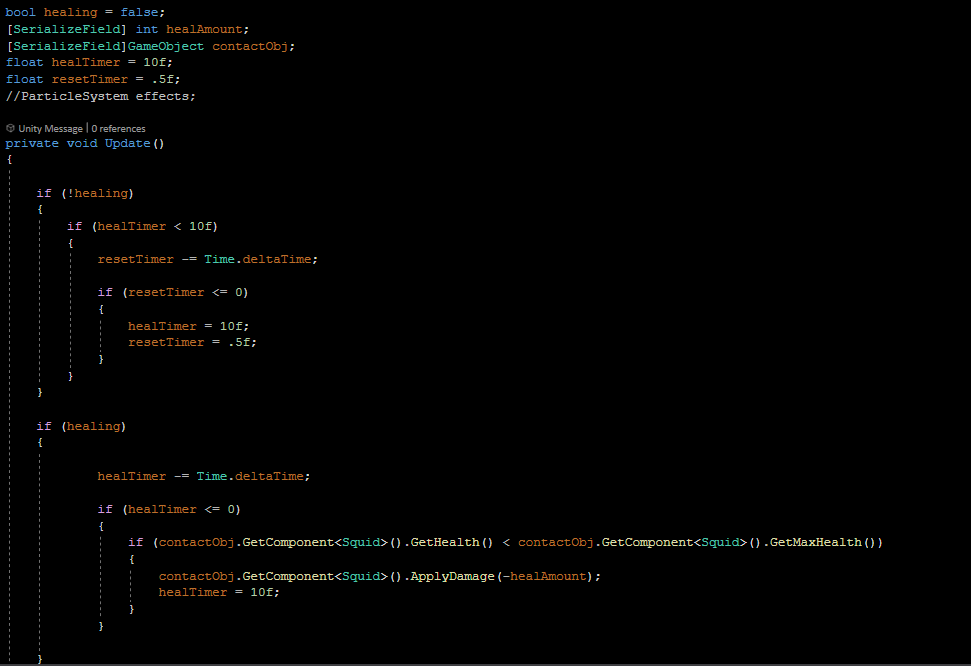 bool healing = false;
[SerializeField] int healAmount;
[SerializeField]GameObject contactObj;
float healTimer = 10f;
float resetTimer = .5f;
//ParticleSystem effects;
Unity Message | 0 references
private void Update()
{
if (!healing)
{
if (healTimer < 10f)
{
resetTimer -= Time.deltaTime;
if (resetTimer <= 0)
{
healTimer = 10f;
resetTimer = .5f;
}
}
}
if (healing)
{
healTimer -= Time.deltaTime;
if (healTimer <= 0)
{
if (contactObj.GetComponent<Squid>().GetHealth() < contactObj.GetComponent<Squid>().GetMaxHealth())
{
contactObj.GetComponent<Squid>().ApplyDamage(-healAmount);
healTimer = 10f;
}
}
}